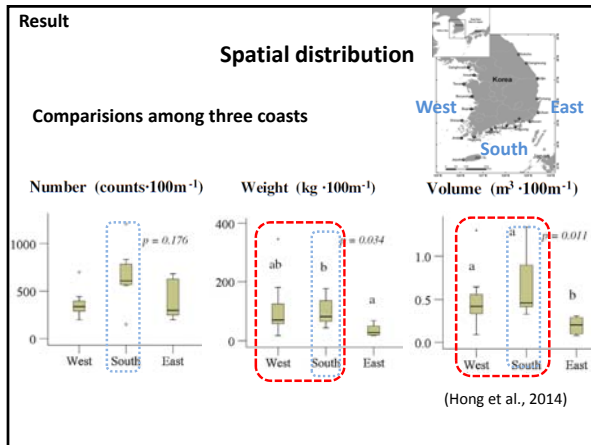 Result
Spatial distribution
Korea
West
East
South
Comparisions among three coasts
Number (counts·100m⁻¹)
Weight (kg ·100m⁻¹)
Volume (m³ ·100m⁻¹)
p = 0.176
1000
500
0
West South East
p = 0.034
400
200
0
ab
b
a
West South East
p = 0.011
1.0
0.5
0.0
a
a
b
West South East
(Hong et al., 2014)